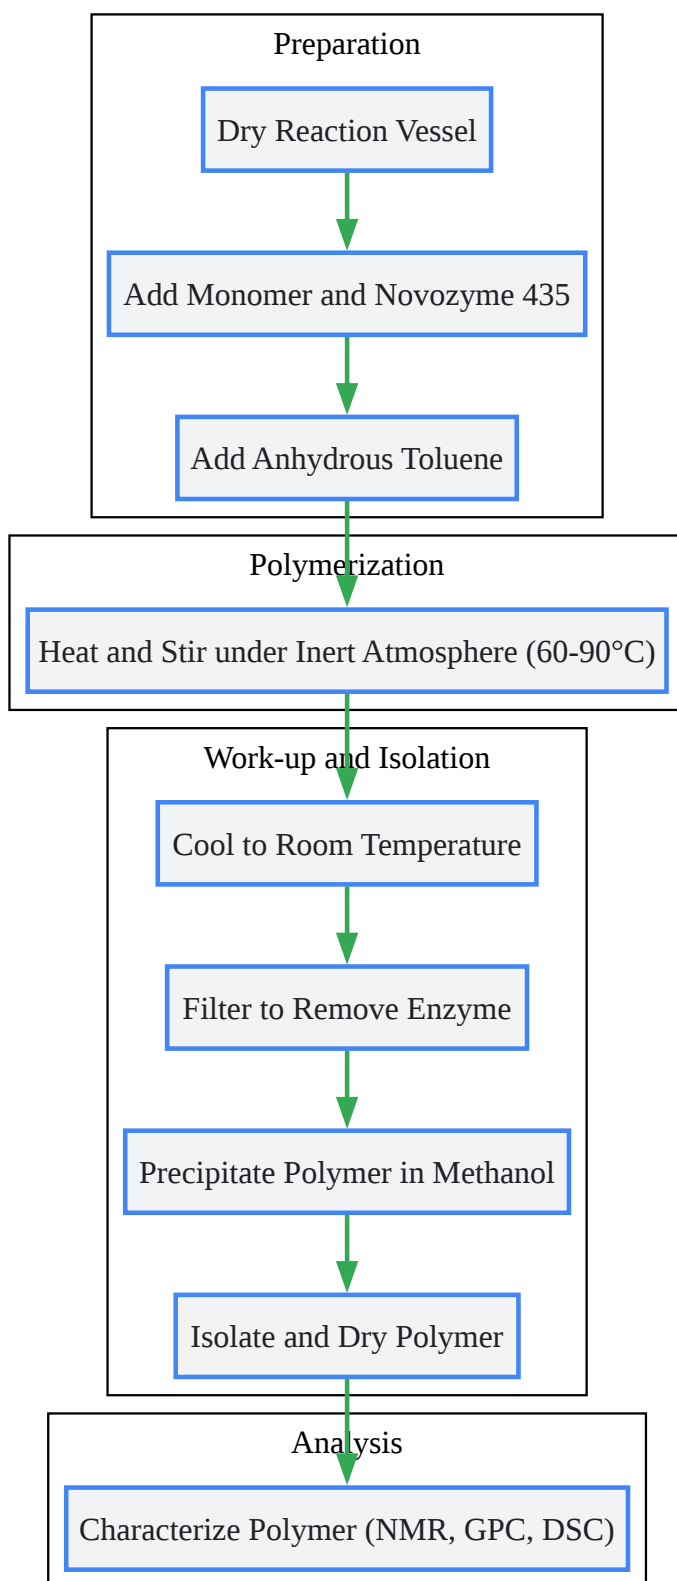 Preparation
Dry Reaction Vessel
Add Monomer and Novozyme 435
Add Anhydrous Toluene
Polymerization
Heat and Stir under Inert Atmosphere (60-90°C)
Work-up and Isolation
Cool to Room Temperature
Filter to Remove Enzyme
Precipitate Polymer in Methanol
Isolate and Dry Polymer
Analysis
Characterize Polymer (NMR, GPC, DSC)